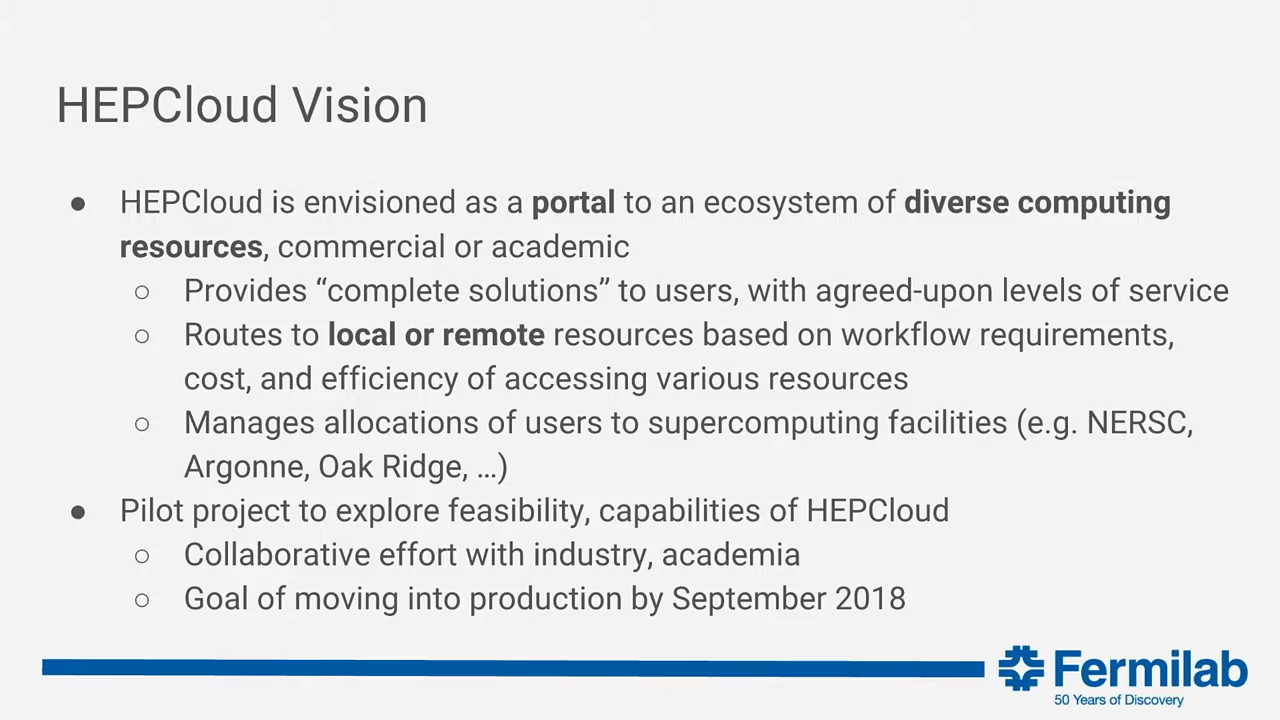 HEPCloud Vision
● HEPCloud is envisioned as a portal to an ecosystem of diverse computing
resources, commercial or academic
○ Provides “complete solutions” to users, with agreed-upon levels of service
○ Routes to local or remote resources based on workflow requirements,
cost, and efficiency of accessing various resources
○ Manages allocations of users to supercomputing facilities (e.g. NERSC,
Argonne, Oak Ridge, …)
● Pilot project to explore feasibility, capabilities of HEPCloud
○ Collaborative effort with industry, academia
○ Goal of moving into production by September 2018
Fermilab
50 Years of Discovery